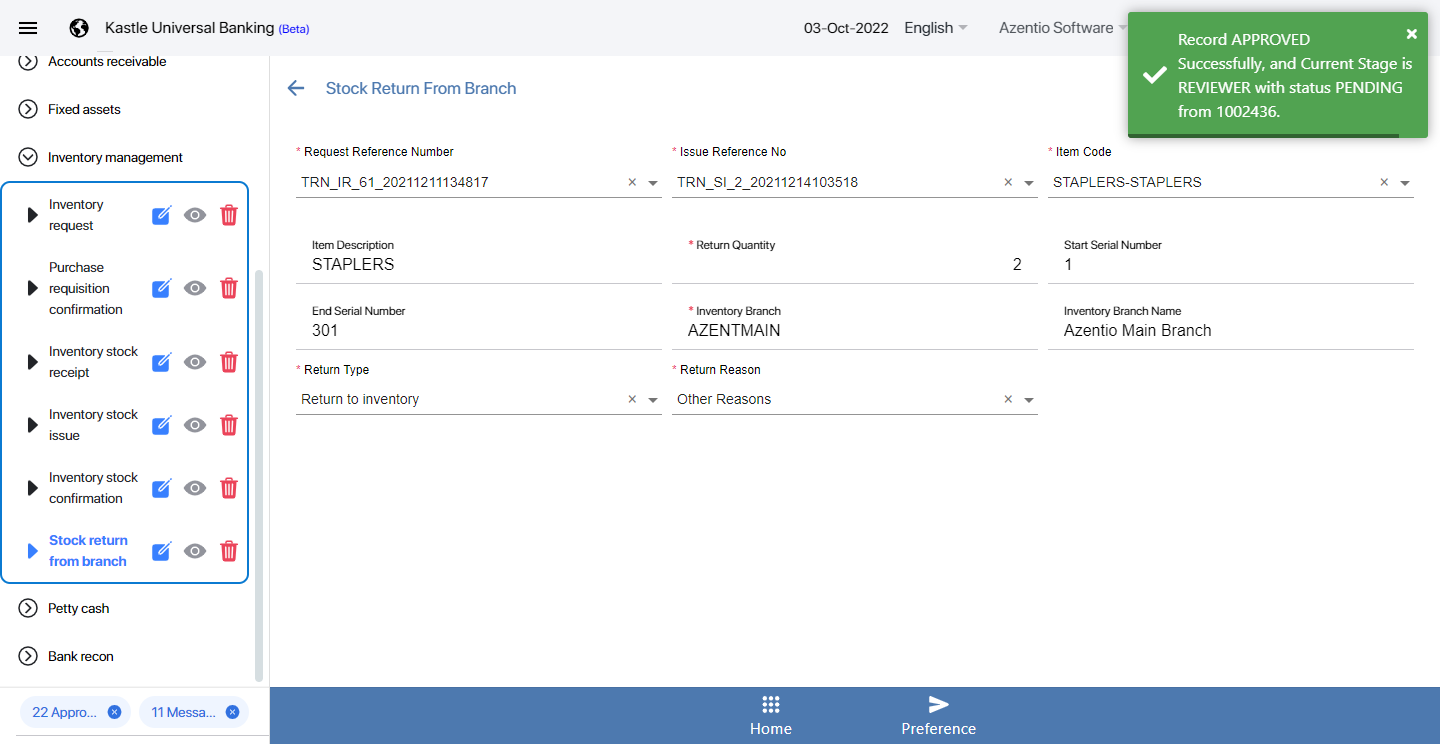 Kastle Universal Banking (Beta)
03-Oct-2022
English
Azentio Software
Record APPROVED
Successfully, and Current Stage is
REVIEWER with status PENDING
from 1002436.
Accounts receivable
Fixed assets
Inventory management
Inventory
request
Purchase
requisition
confirmation
Inventory stock
receipt
Inventory stock
issue
Inventory stock
confirmation
Stock return
from branch
Petty cash
Bank recon
22 Appro...
11 Messa...
Stock Return From Branch
* Request Reference Number
TRN_IR_61_20211211134817
* Issue Reference No
TRN_SI_2_20211214103518
* Item Code
STAPLERS-STAPLERS
Item Description
STAPLERS
* Return Quantity
2
Start Serial Number
1
End Serial Number
301
* Inventory Branch
AZENTMAIN
Inventory Branch Name
Azentio Main Branch
* Return Type
Return to inventory
* Return Reason
Other Reasons
Home
Preference